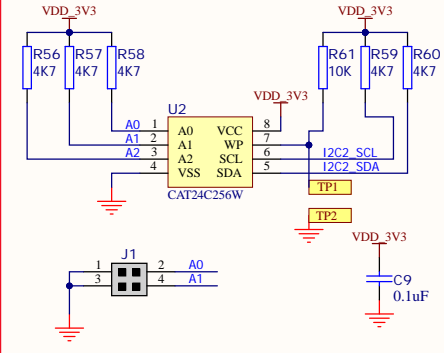 VDD_3V3
VDD_3V3
R56 R57 R58
4K7 4K7 4K7
R61 R59 R60
10K 4K7 4K7
U2
VDD_3V3
A0 1 A0 VCC 8
A1 2 A1 WP 7
A2 3 A2 SCL 6 I2C2_SCL
4 VSS SDA 5 I2C2_SDA
CAT24C256W
TP1
TP2
J1
1 2 A0
3 4 A1
VDD_3V3
C9
0.1uF